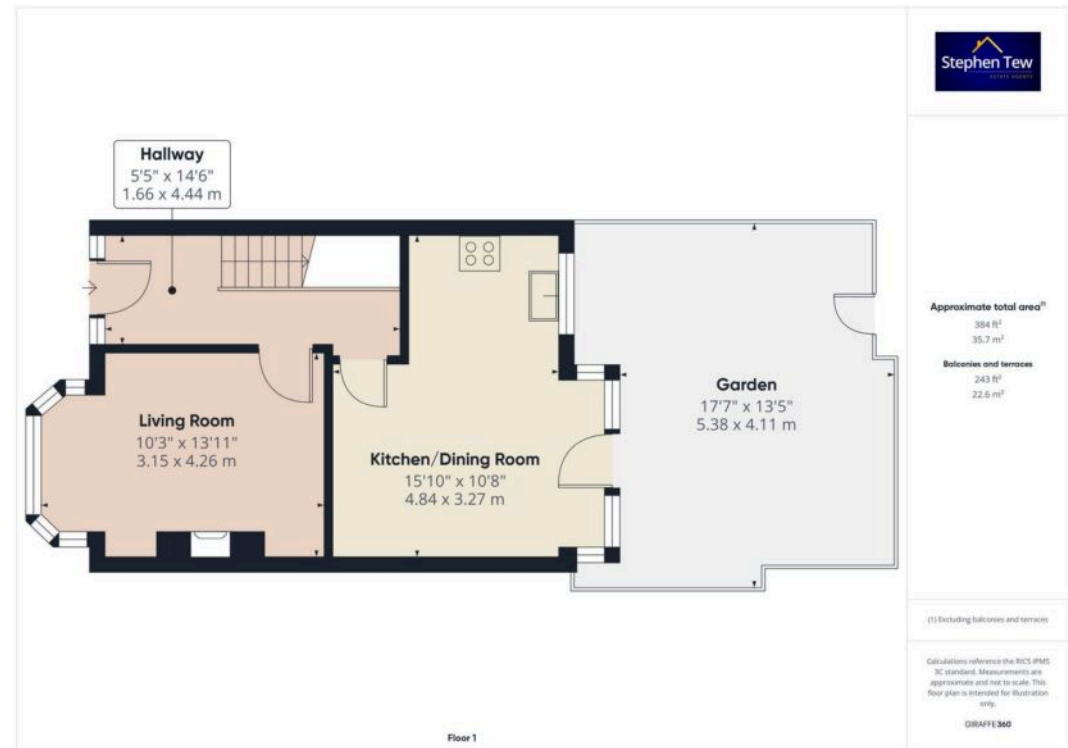 Stephen Tew
ESTATE AGENTS
Hallway
5'5" x 14'6"
1.66 x 4.44 m
Living Room
10'3" x 13'11"
3.15 x 4.26 m
Kitchen/Dining Room
15'10" x 10'8"
4.84 x 3.27 m
Garden
17'7" x 13'5"
5.38 x 4.11 m
Floor 1
Approximate total area⁽¹⁾
384 ft²
35.7 m²
Balconies and terraces
243 ft²
22.6 m²
(1) Excluding balconies and terraces
Calculations reference the RICS IPMS
3C standard. Measurements are
approximate and not to scale. This
floor plan is intended for illustration
only.
GIRAFFE360